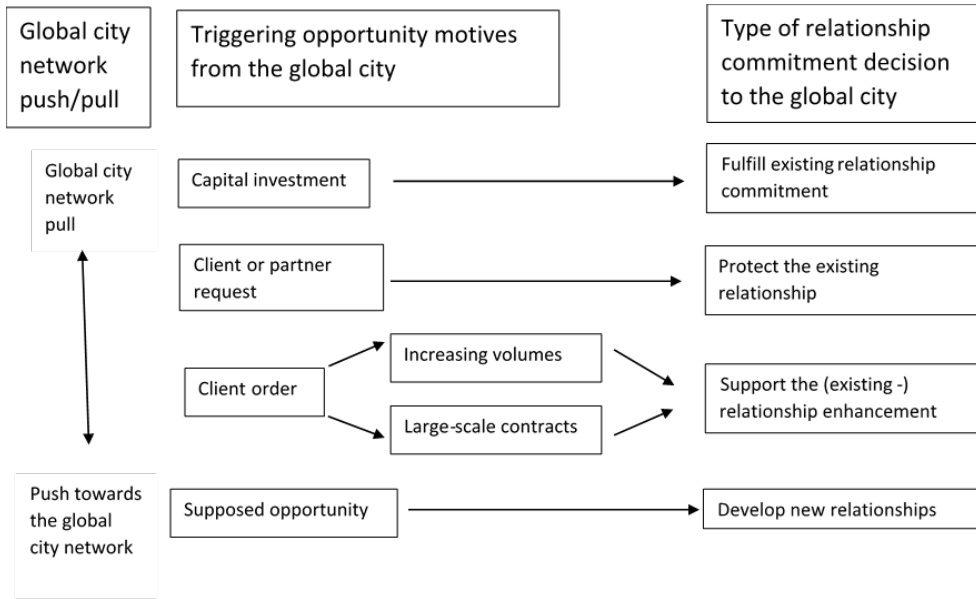 Global city
network
push/pull
Triggering opportunity motives
from the global city
Type of relationship
commitment decision
to the global city
Global city
network
pull
Capital investment
Fulfill existing relationship
commitment
Client or partner
request
Protect the existing
relationship
Client order
Increasing volumes
Large-scale contracts
Support the (existing -)
relationship enhancement
Push towards
the global
city network
Supposed opportunity
Develop new relationships